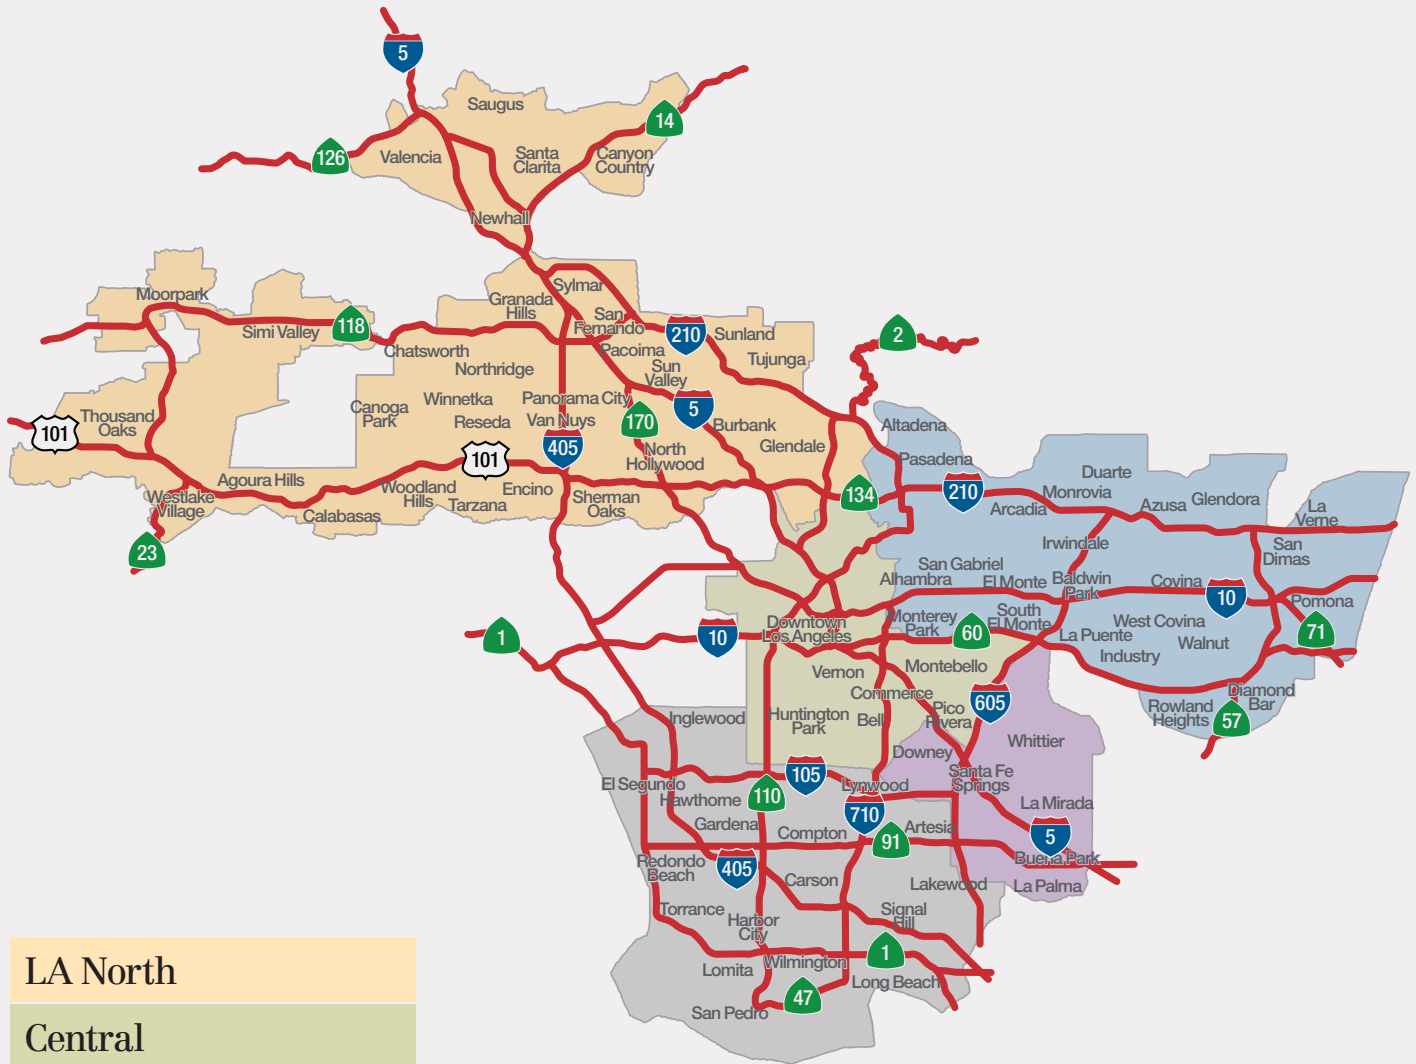 5
Saugus
14
126
Valencia
Santa
Clarita
Canyon
Country
Newhall
Moorpark
Sylmar
Granada
Hills
San
Fernando
118
Simi Valley
210
Sunland
2
Chatsworth
Pacoima
Tujunga
Northridge
Sun
Valley
Winnetka
Panorama City
5
Canoga
Park
Thousand
Oaks
101
Reseda
Van Nuys
170
Burbank
Altadena
405
Glendale
North
Hollywood
101
Pasadena
Duarte
Agoura Hills
Woodland
Hills
Encino
Tarzana
Sherman
Oaks
134
210
Monrovia
Arcadia
Azusa
Glendora
La
Verne
Westlake
Village
Calabasas
23
Irwindale
San
Dimas
San Gabriel
Alhambra
El Monte
Baldwin
Park
Covina
10
Pomona
1
10
Downtown
Los Angeles
Monterey
Park
60
South
El Monte
La Puente
West Covina
Walnut
71
Industry
Vernon
Montebello
Commerce
605
Diamond
Bar
Rowland
Heights
57
Inglewood
Huntington
Park
Bell
Pico
Rivera
Whittier
Downey
105
Santa Fe
Springs
El Segundo
Hawthorne
110
Lynwood
La Mirada
710
Gardena
Compton
91
Artesia
5
Redondo
Beach
405
Buena Park
Carson
Lakewood
La Palma
Torrance
Harbor
City
Signal
Hill
1
Lomita
Wilmington
Long Beach
47
San Pedro
LA North
Central